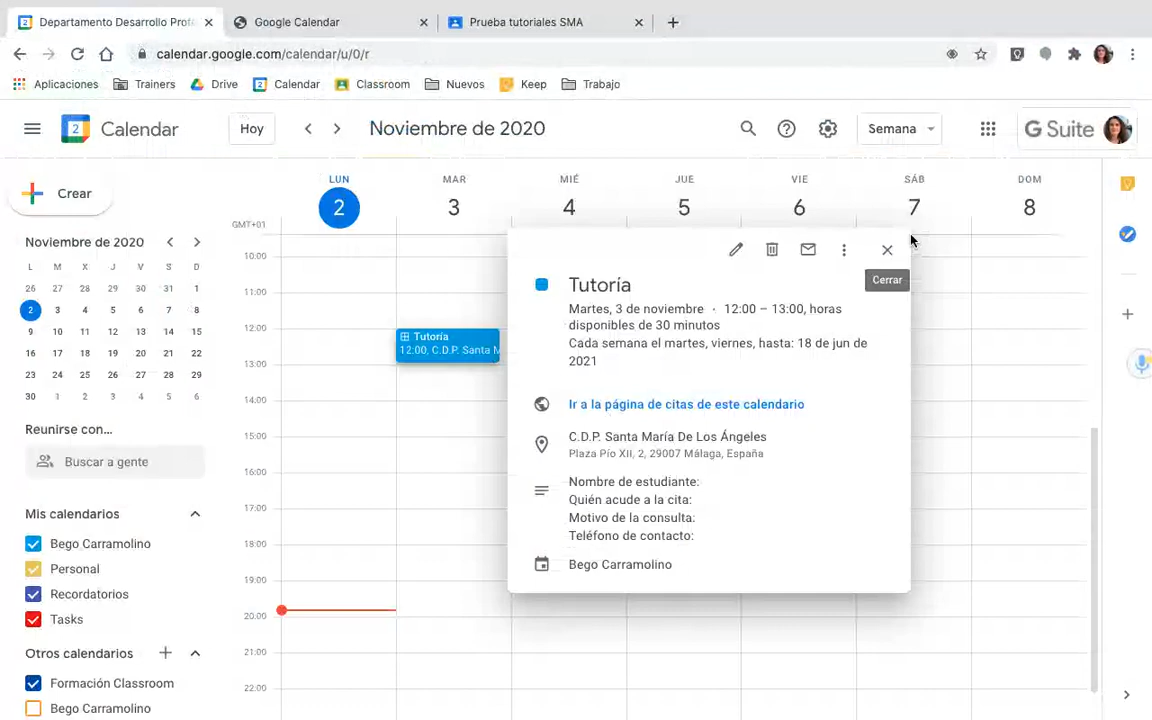 Departamento Desarrollo Prof
Google Calendar
Prueba tutoriales SMA
calendar.google.com/calendar/u/0/r
Aplicaciones
Trainers
Drive
Calendar
Classroom
Nuevos
Keep
Trabajo
Calendar
Hoy
Noviembre de 2020
Semana
G Suite
Crear
LUN MAR MIÉ JUE VIE SÁB DOM
2 3 4 5 6 7 8
GMT+01
Noviembre de 2020
L M X J V S D
26 27 28 29 30 31 1
2 3 4 5 6 7 8
9 10 11 12 13 14 15
16 17 18 19 20 21 22
23 24 25 26 27 28 29
30 1 2 3 4 5 6
Reunirse con...
Buscar a gente
Mis calendarios
Bego Carramolino
Personal
Recordatorios
Tasks
Otros calendarios
Formación Classroom
Bego Carramolino
10:00
11:00
12:00
13:00
14:00
15:00
16:00
17:00
18:00
19:00
20:00
21:00
22:00
Tutoría
12:00, C.D.P. Santa M
Cerrar
Tutoría
Martes, 3 de noviembre · 12:00 – 13:00, horas
disponibles de 30 minutos
Cada semana el martes, viernes, hasta: 18 de jun de
2021
Ir a la página de citas de este calendario
C.D.P. Santa María De Los Ángeles
Plaza Pío XII, 2, 29007 Málaga, España
Nombre de estudiante:
Quién acude a la cita:
Motivo de la consulta:
Teléfono de contacto:
Bego Carramolino